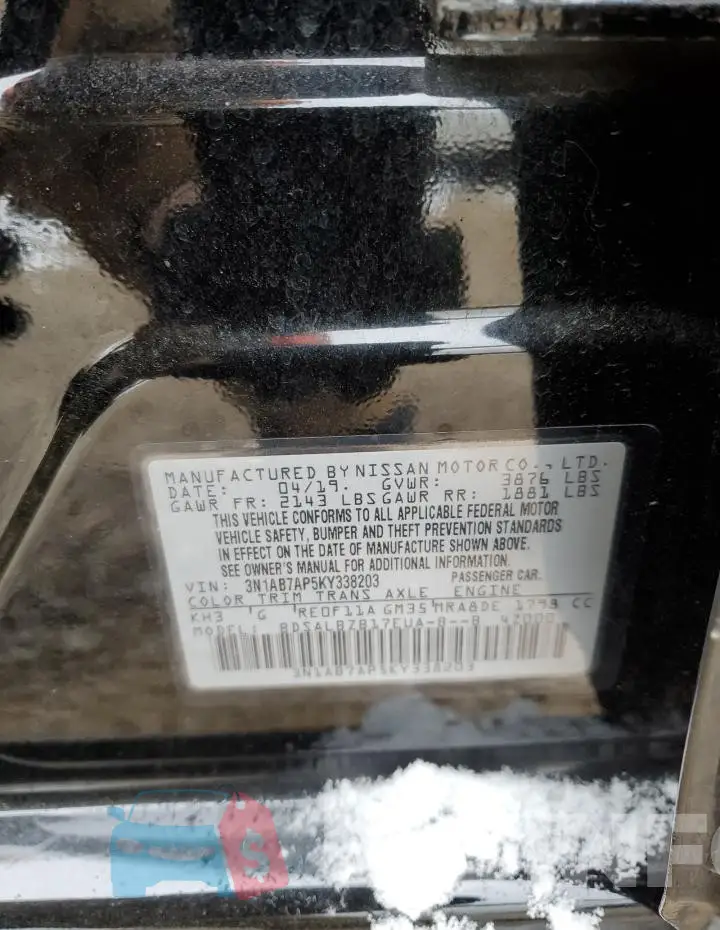 MANUFACTURED BY NISSAN MOTOR CO., LTD.
DATE: 04/19. GVWR: 3876 LBS
GAWR FR: 2143 LBS GAWR RR: 1881 LBS
THIS VEHICLE CONFORMS TO ALL APPLICABLE FEDERAL MOTOR
VEHICLE SAFETY, BUMPER AND THEFT PREVENTION STANDARDS
IN EFFECT ON THE DATE OF MANUFACTURE SHOWN ABOVE.
SEE OWNER'S MANUAL FOR ADDITIONAL INFORMATION.
VIN: 3N1AB7AP5KY338203 PASSENGER CAR.
COLOR TRIM TRANS AXLE ENGINE
KH3 G RE0F11A GM35 MRA8DE 1798 CC
MODEL:
3N1AB7AP5KY338203
$